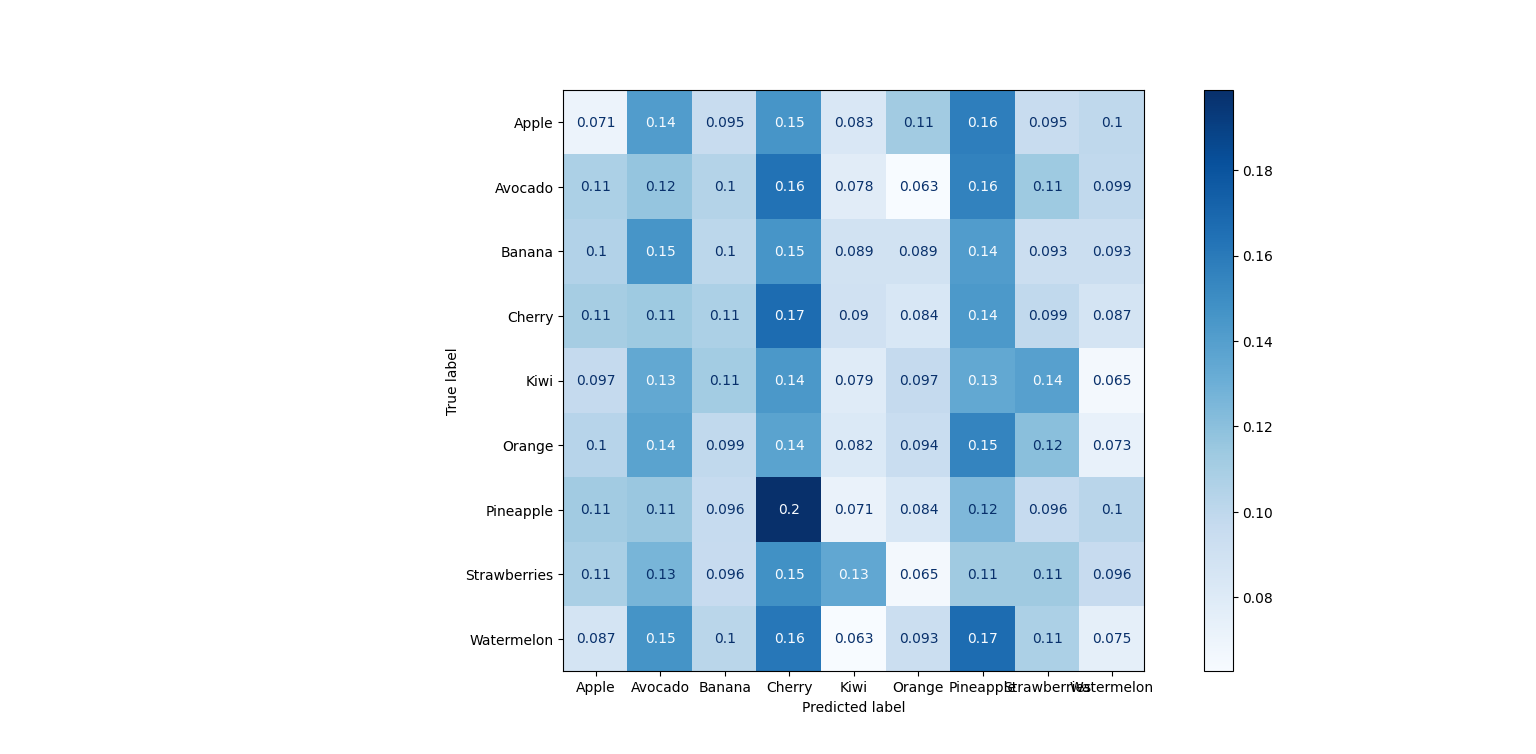 Apple 0.071 0.14 0.095 0.15 0.083 0.11 0.16 0.095 0.1
Avocado 0.11 0.12 0.1 0.16 0.078 0.063 0.16 0.11 0.099
Banana 0.1 0.15 0.1 0.15 0.089 0.089 0.14 0.093 0.093
Cherry 0.11 0.11 0.11 0.17 0.09 0.084 0.14 0.099 0.087
Kiwi 0.097 0.13 0.11 0.14 0.079 0.097 0.13 0.14 0.065
Orange 0.1 0.14 0.099 0.14 0.082 0.094 0.15 0.12 0.073
Pineapple 0.11 0.11 0.096 0.2 0.071 0.084 0.12 0.096 0.1
Strawberries 0.11 0.13 0.096 0.15 0.13 0.065 0.11 0.11 0.096
Watermelon 0.087 0.15 0.1 0.16 0.063 0.093 0.17 0.11 0.075
Apple Avocado Banana Cherry Kiwi Orange Pineapple Strawberries Watermelon
Predicted label
True label
0.18
0.16
0.14
0.12
0.10
0.08